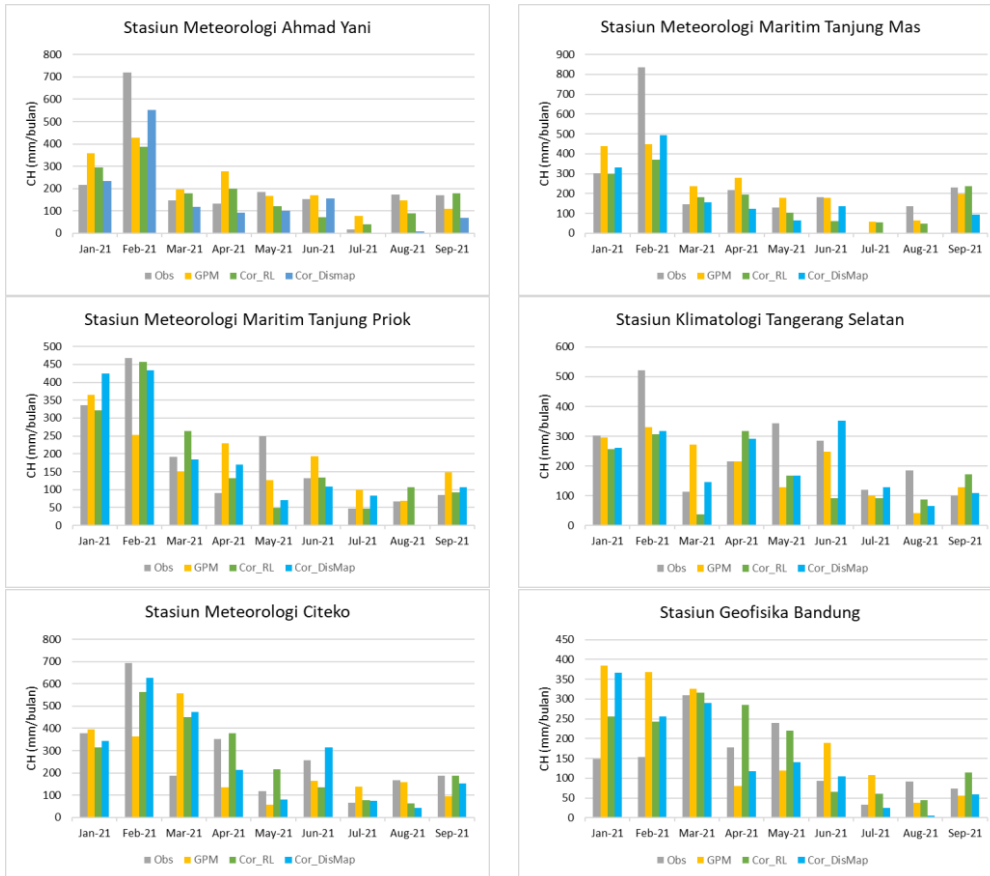 Stasiun Meteorologi Ahmad Yani
CH (mm/bulan)
800
700
600
500
400
300
200
100
0
Jan-21 Feb-21 Mar-21 Apr-21 May-21 Jun-21 Jul-21 Aug-21 Sep-21
Obs GPM Cor_RL Cor_DisMap
Stasiun Meteorologi Maritim Tanjung Mas
CH (mm/bulan)
900
800
700
600
500
400
300
200
100
0
Jan-21 Feb-21 Mar-21 Apr-21 May-21 Jun-21 Jul-21 Aug-21 Sep-21
Obs GPM Cor_RL Cor_DisMap
Stasiun Meteorologi Maritim Tanjung Priok
CH (mm/bulan)
500
450
400
350
300
250
200
150
100
50
0
Jan-21 Feb-21 Mar-21 Apr-21 May-21 Jun-21 Jul-21 Aug-21 Sep-21
Obs GPM Cor_RL Cor_DisMap
Stasiun Klimatologi Tangerang Selatan
CH (mm/bulan)
600
500
400
300
200
100
0
Jan-21 Feb-21 Mar-21 Apr-21 May-21 Jun-21 Jul-21 Aug-21 Sep-21
Obs GPM Cor_RL Cor_DisMap
Stasiun Meteorologi Citeko
CH (mm/bulan)
800
700
600
500
400
300
200
100
0
Jan-21 Feb-21 Mar-21 Apr-21 May-21 Jun-21 Jul-21 Aug-21 Sep-21
Obs GPM Cor_RL Cor_DisMap
Stasiun Geofisika Bandung
CH (mm/bulan)
450
400
350
300
250
200
150
100
50
0
Jan-21 Feb-21 Mar-21 Apr-21 May-21 Jun-21 Jul-21 Aug-21 Sep-21
Obs GPM Cor_RL Cor_DisMap